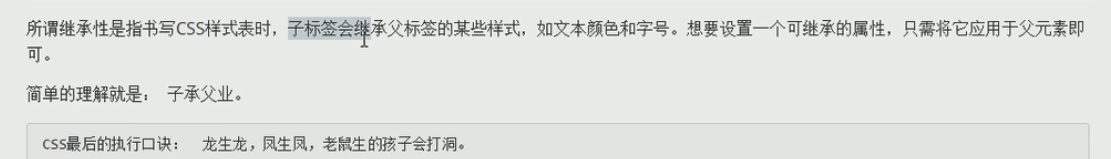 所谓继承性是指书写CSS样式表时，子标签会继承父标签的某些样式，如文本颜色和字号。想要设置一个可继承的属性，只需将它应用于父元素即
可。
简单的理解就是： 子承父业。
CSS最后的执行口诀： 龙生龙，凤生凤，老鼠生的孩子会打洞。